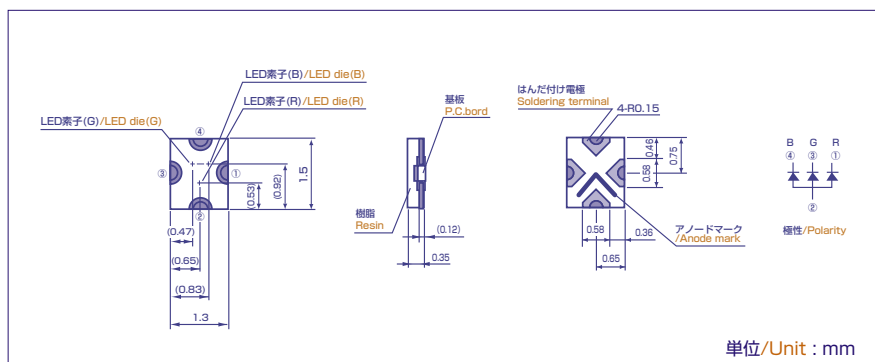 LED素子(B)/LED die(B)
LED素子(R)/LED die(R)
LED素子(G)/LED die(G)
④
③
①
②
1.5
(0.92)
(0.53)
(0.47)
(0.65)
(0.83)
1.3
基板
P.C.bord
樹脂
Resin
(0.12)
0.35
はんだ付け電極
Soldering terminal
4-R0.15
0.46
0.75
0.58
0.58
0.36
0.65
アノードマーク
/Anode mark
B G R
④ ③ ①
②
極性/Polarity
単位/Unit : mm